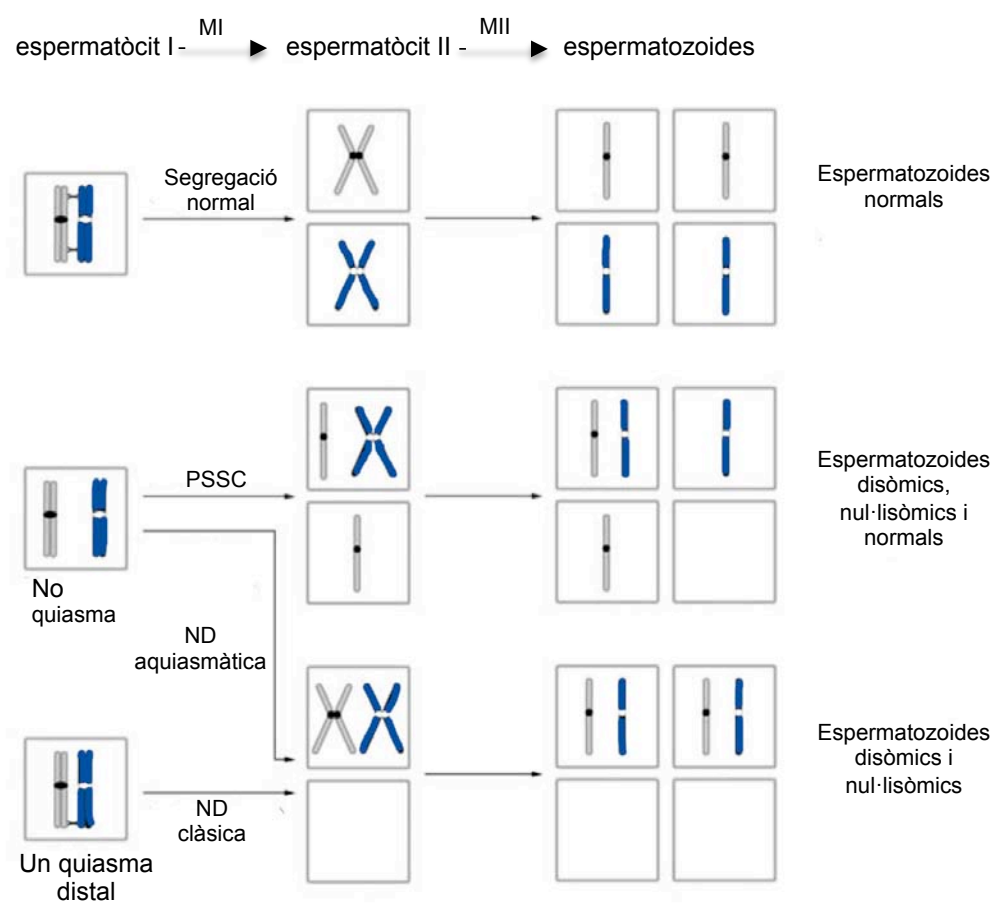 espermatòcit I - MI espermatòcit II - MII espermatozoides
Segregació
normal
Espermatozoides
normals
PSSC
Espermatozoides
disòmics,
nul·lisòmics i
normals
No
quiasma
ND
aquiasmàtica
Espermatozoides
disòmics i
nul·lisòmics
ND
clàsica
Un quiasma
distal